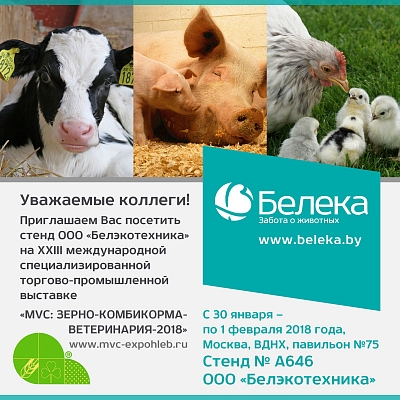 Белека
Забота о животных
www.beleka.by
Уважаемые коллеги!
Приглашаем Вас посетить
стенд ООО «Белэкотехника»
на XXIII международной
специализированной
торгово-промышленной
выставке
«MVC: ЗЕРНО-КОМБИКОРМА-
ВЕТЕРИНАРИЯ-2018»
www.mvc-expohleb.ru
С 30 января –
по 1 февраля 2018 года,
Москва, ВДНХ, павильон №75
Стенд № А646
ООО «Белэкотехника»